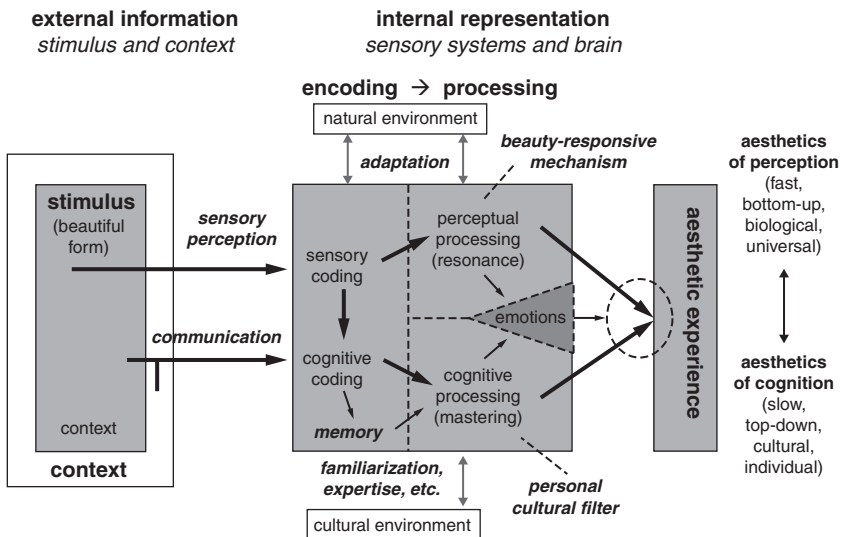 external information
stimulus and context
internal representation
sensory systems and brain
encoding → processing
natural environment
adaptation
beauty-responsive
mechanism
stimulus
(beautiful
form)
sensory
perception
communication
context
context
sensory
coding
cognitive
coding
memory
perceptual
processing
(resonance)
emotions
cognitive
processing
(mastering)
familiarization,
expertise, etc.
cultural environment
personal
cultural filter
aesthetic experience
aesthetics
of perception
(fast,
bottom-up,
biological,
universal)
aesthetics
of cognition
(slow,
top-down,
cultural,
individual)